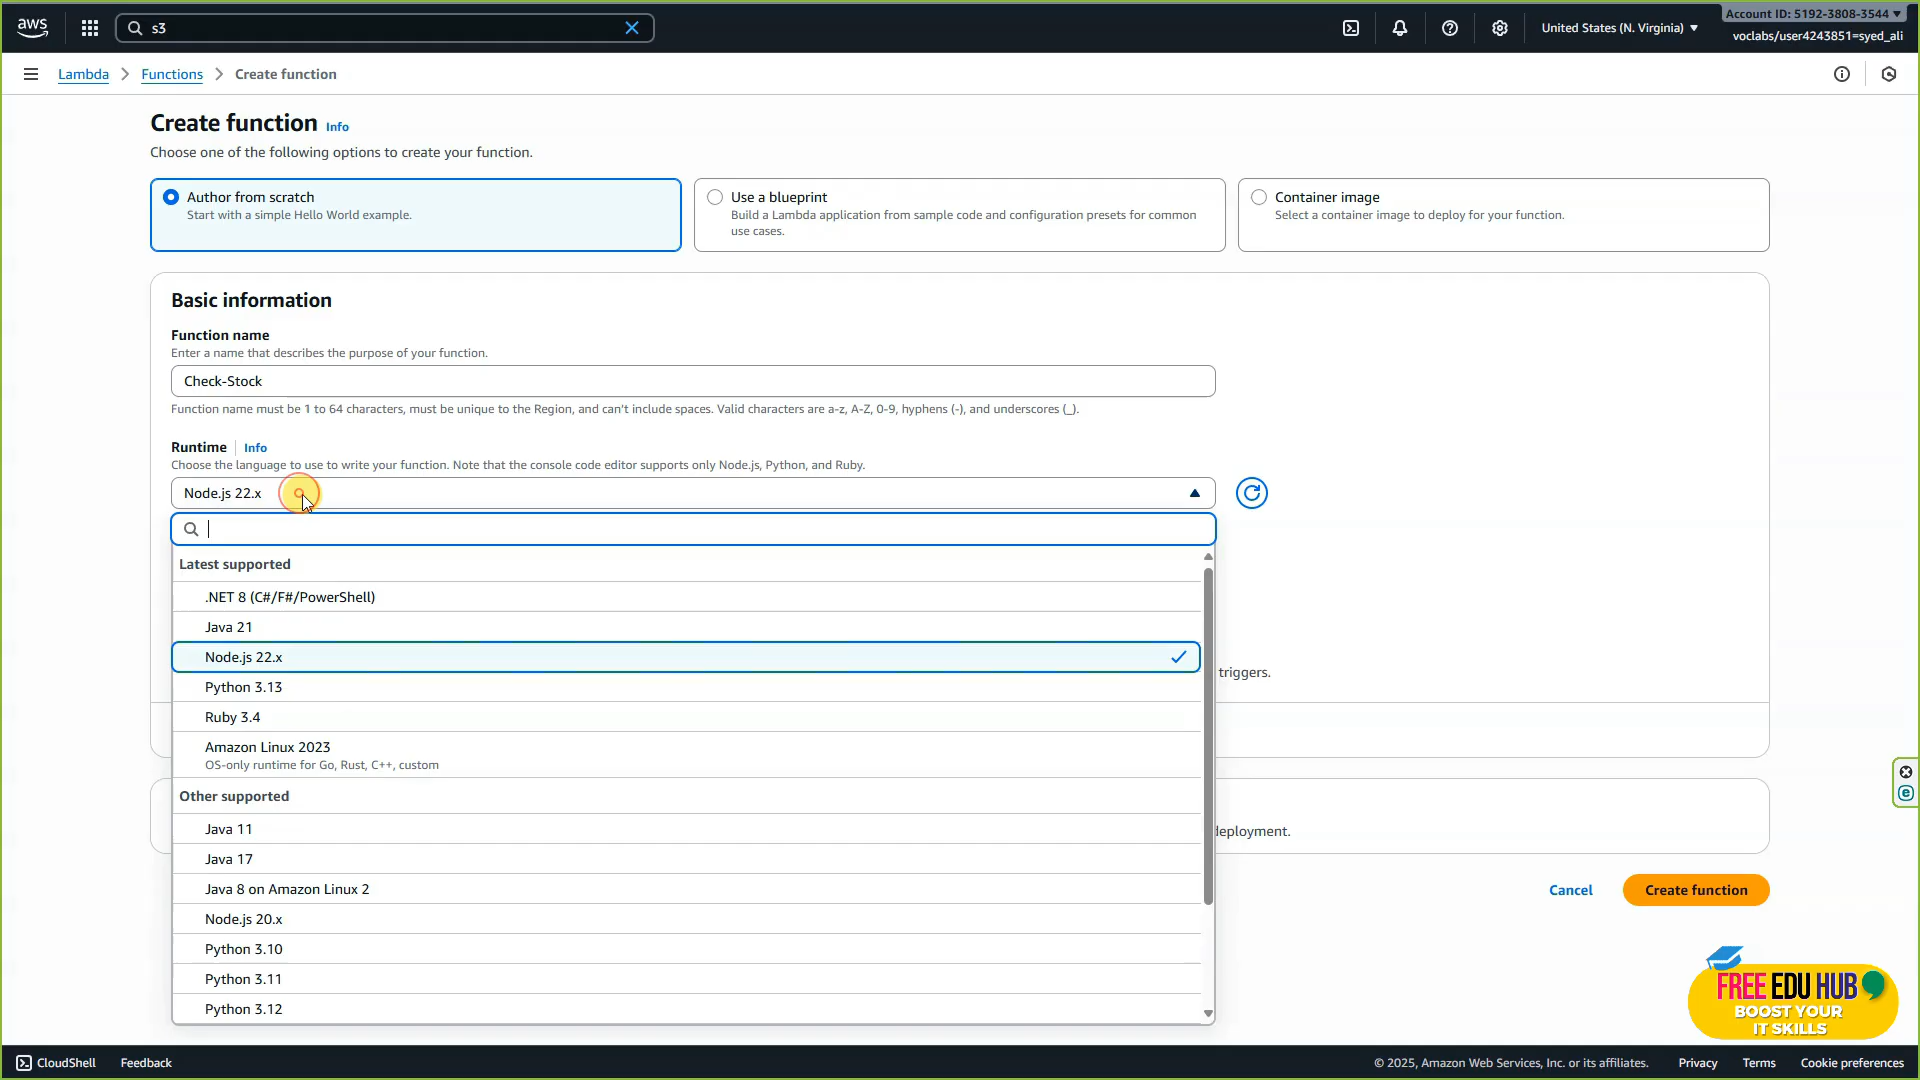 aws
s3
United States (N. Virginia)
Account ID: 5192-3808-3544
voclabs/user4243851=syed_ali
Lambda
Functions
Create function
Create function Info
Choose one of the following options to create your function.
Author from scratch
Start with a simple Hello World example.
Use a blueprint
Build a Lambda application from sample code and configuration presets for common
use cases.
Container image
Select a container image to deploy for your function.
Basic information
Function name
Enter a name that describes the purpose of your function.
Check-Stock
Function name must be 1 to 64 characters, must be unique to the Region, and can't include spaces. Valid characters are a-z, A-Z, 0-9, hyphens (-), and underscores (_).
Runtime Info
Choose the language to use to write your function. Note that the console code editor supports only Node.js, Python, and Ruby.
Node.js 22.x
Latest supported
.NET 8 (C#/F#/PowerShell)
Java 21
Node.js 22.x
triggers.
Python 3.13
Ruby 3.4
Amazon Linux 2023
OS-only runtime for Go, Rust, C++, custom
Other supported
Java 11
deployment.
Java 17
Java 8 on Amazon Linux 2
Cancel
Create function
Node.js 20.x
Python 3.10
Python 3.11
Python 3.12
FREE EDU HUB
BOOST YOUR
IT SKILLS
CloudShell
Feedback
© 2025, Amazon Web Services, Inc. or its affiliates.
Privacy
Terms
Cookie preferences